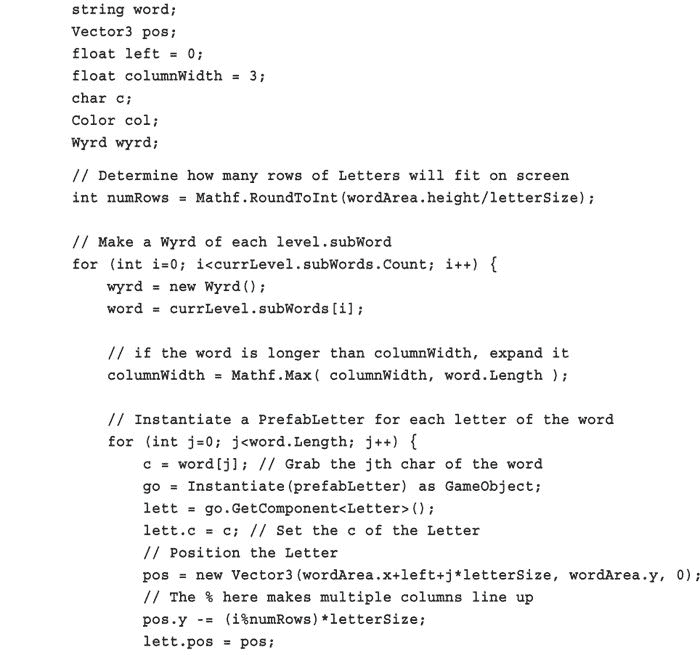 string word;
Vector3 pos;
float left = 0;
float columnWidth = 3;
char c;
Color col;
Wyrd wyrd;
// Determine how many rows of Letters will fit on screen
int numRows = Mathf.RoundToInt(wordArea.height/letterSize);
// Make a Wyrd of each level.subWord
for (int i=0; i<currLevel.subWords.Count; i++) {
wyrd = new Wyrd();
word = currLevel.subWords[i];
// if the word is longer than columnWidth, expand it
columnWidth = Mathf.Max( columnWidth, word.Length );
// Instantiate a PrefabLetter for each letter of the word
for (int j=0; j<word.Length; j++) {
c = word[j]; // Grab the jth char of the word
go = Instantiate(prefabLetter) as GameObject;
lett = go.GetComponent<Letter>();
lett.c = c; // Set the c of the Letter
// Position the Letter
pos = new Vector3(wordArea.x+left+j*letterSize, wordArea.y, 0);
// The % here makes multiple columns line up
pos.y -= (i%numRows)*letterSize;
lett.pos = pos;